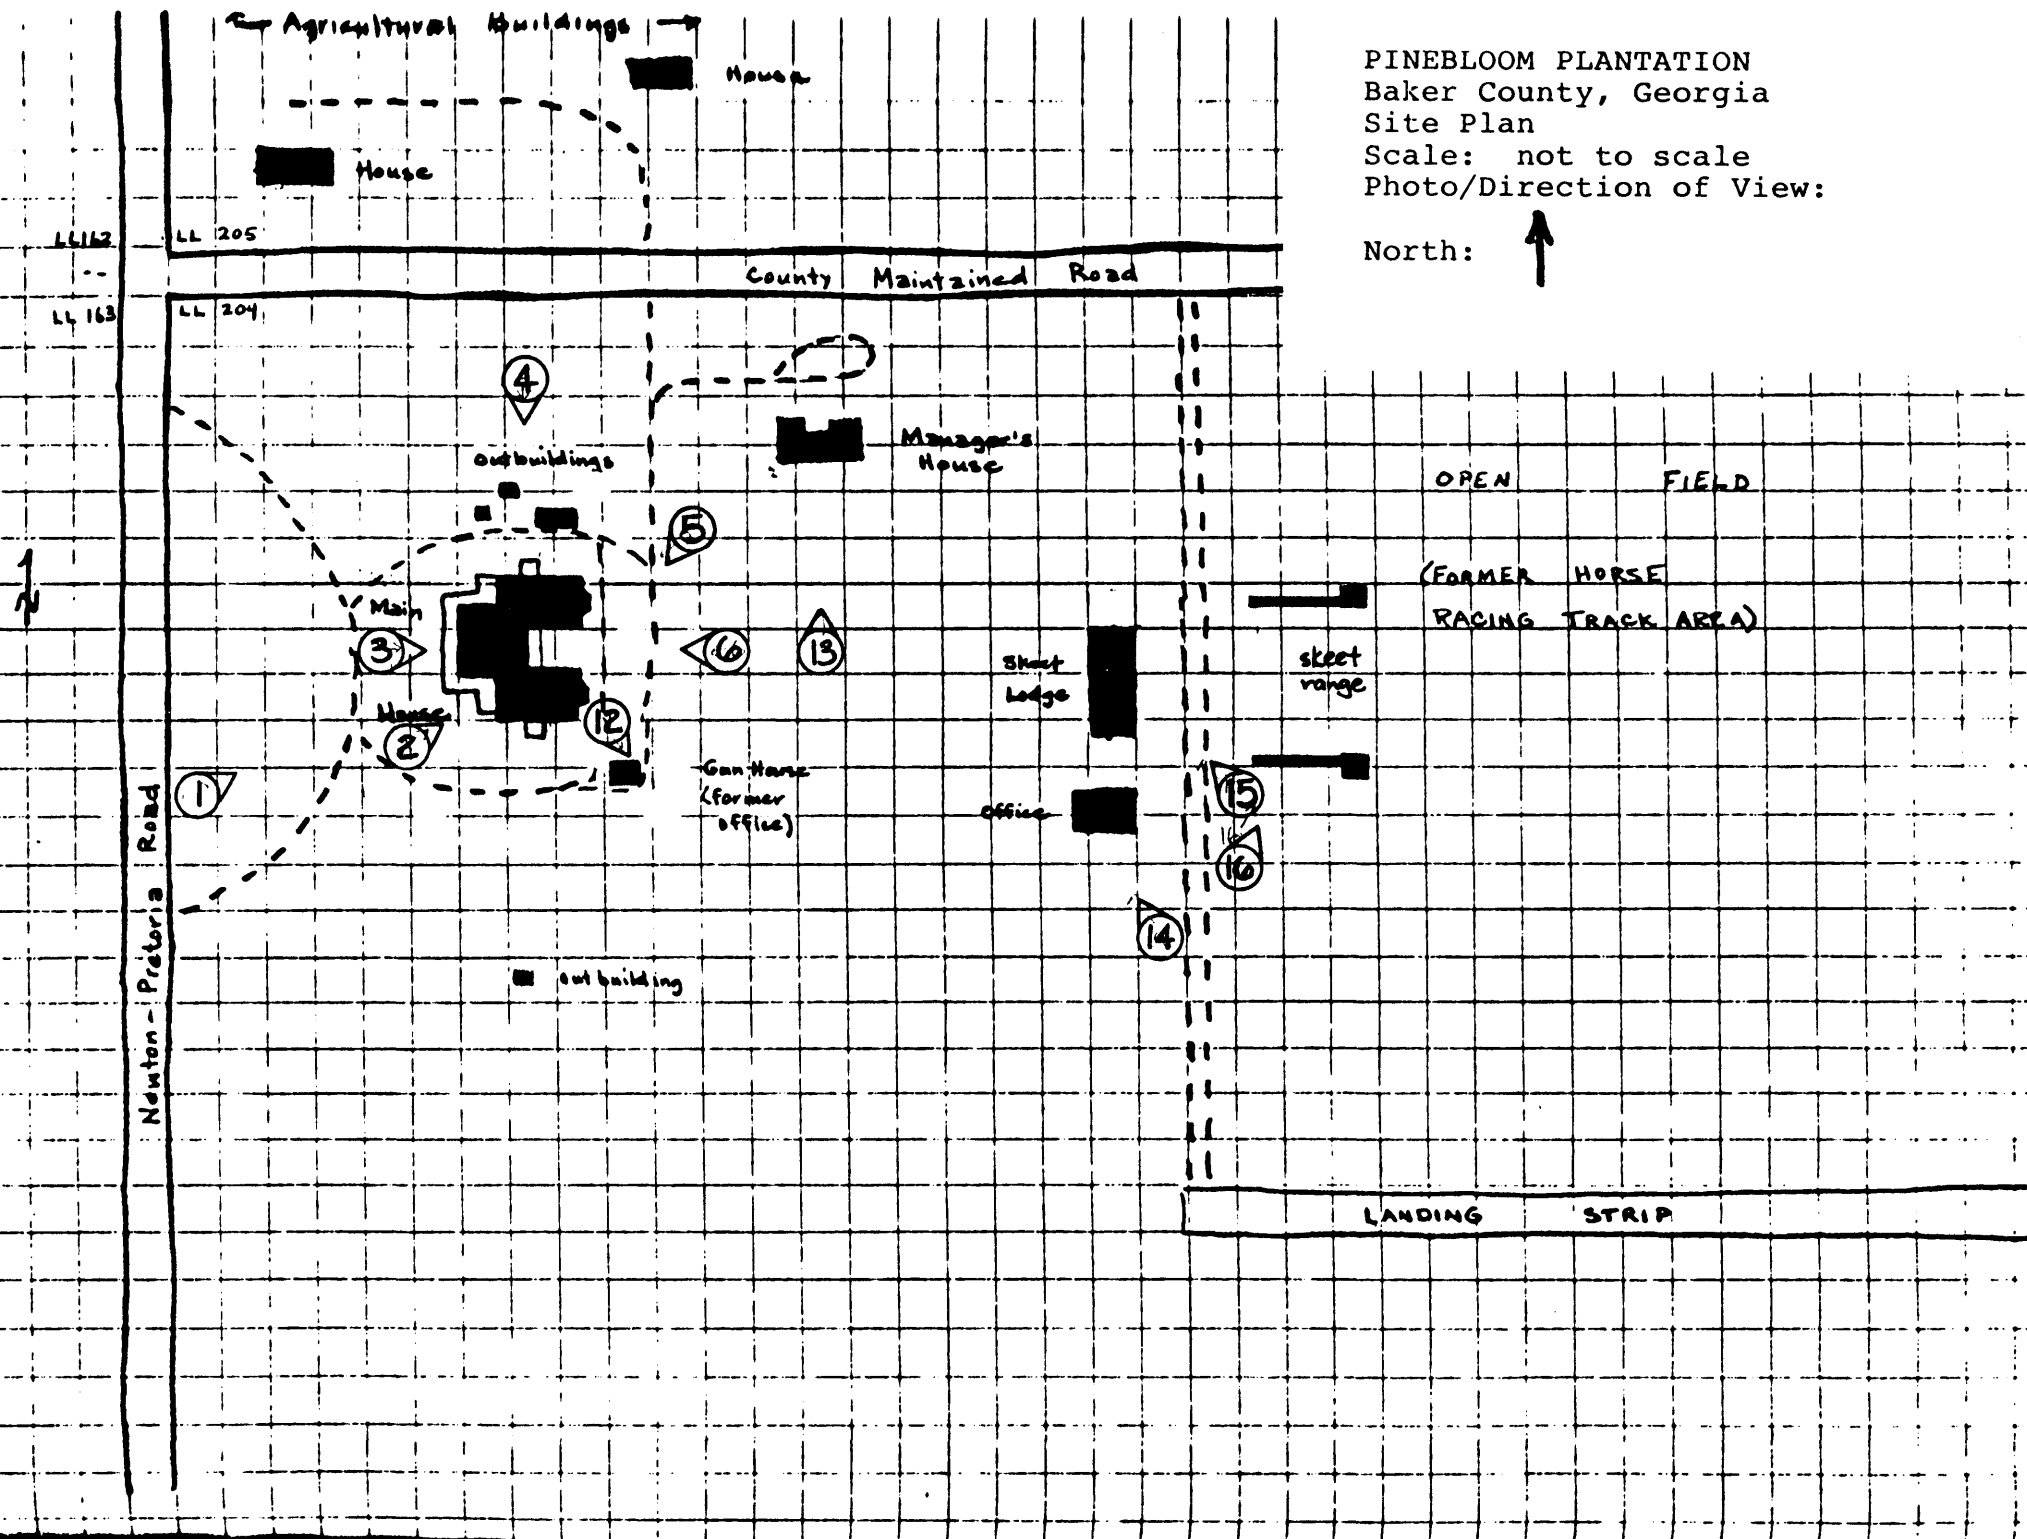 Agricultural Buildings
PINEBLOOM PLANTATION
Baker County, Georgia
Site Plan
Scale: not to scale
Photo/Direction of View:
North:
House
House
LL162
LL 205
County Maintained Road
LL 163
LL 204
4
Manager's
House
Outbuildings
OPEN FIELD
5
(FORMER HORSE
RACING TRACK AREA)
N
Main
3
6
13
Skeet
Lodge
skeet
range
House
2
12
1
Gun House
(former
office)
Office
15
16
16
14
Newton-Pretoria Road
outbuilding
LANDING STRIP